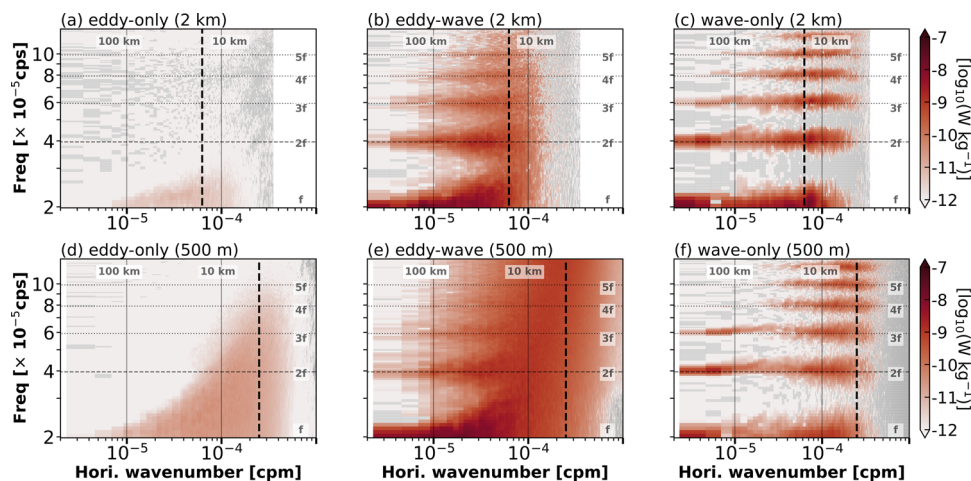 (a) eddy-only (2 km)
(b) eddy-wave (2 km)
(c) wave-only (2 km)
100 km
10 km
100 km
10 km
100 km
10 km
Freq [× 10⁻⁵cps]
10
8
6
4
2
5f
4f
3f
2f
f
5f
4f
3f
2f
f
5f
4f
3f
2f
f
10⁻⁵
10⁻⁴
10⁻⁵
10⁻⁴
10⁻⁵
10⁻⁴
-7
-8
-9
-10
-11
-12
[log₁₀(W kg⁻¹)]
(d) eddy-only (500 m)
(e) eddy-wave (500 m)
(f) wave-only (500 m)
100 km
10 km
100 km
10 km
100 km
10 km
Freq [× 10⁻⁵cps]
10
8
6
4
2
5f
4f
3f
2f
f
5f
4f
3f
2f
f
5f
4f
3f
2f
f
10⁻⁵
10⁻⁴
10⁻⁵
10⁻⁴
10⁻⁵
10⁻⁴
Hori. wavenumber [cpm]
Hori. wavenumber [cpm]
Hori. wavenumber [cpm]
-7
-8
-9
-10
-11
-12
[log₁₀(W kg⁻¹)]